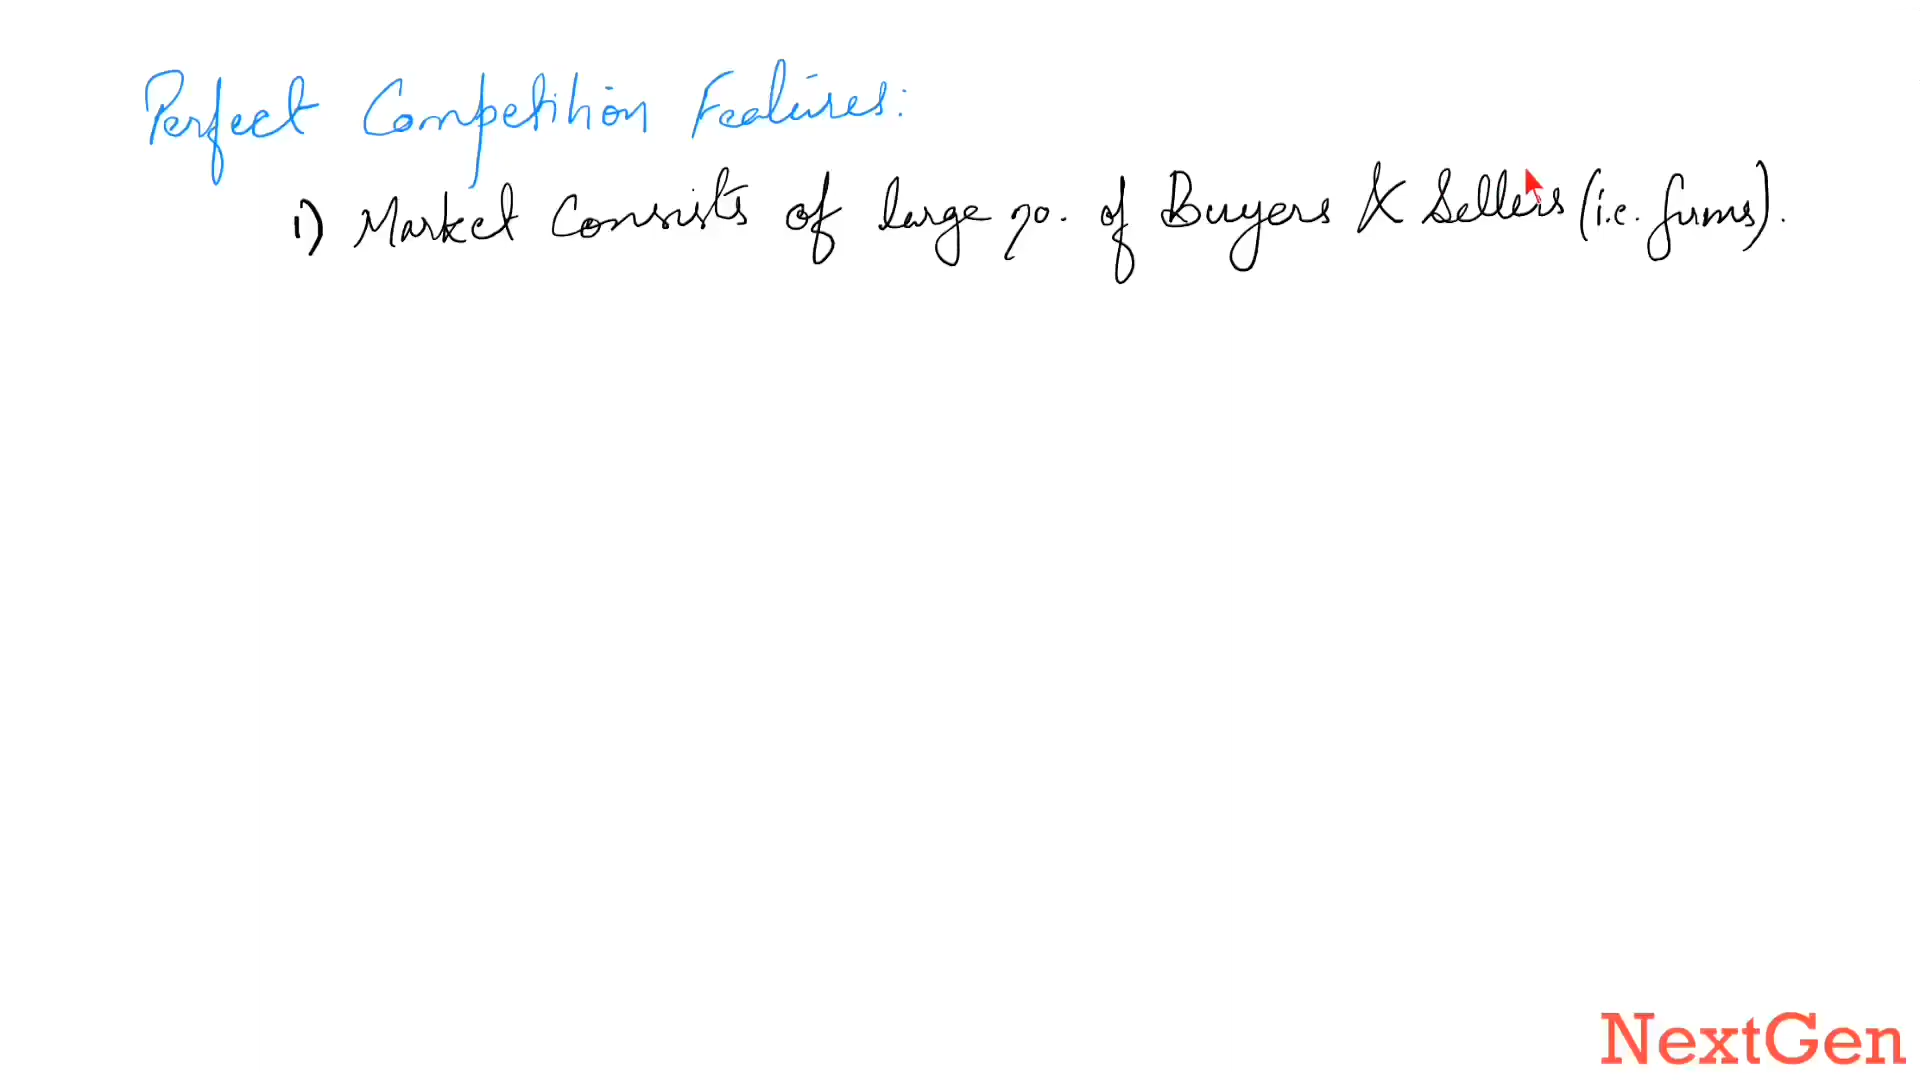 Perfect Competition Features:
1) Market Consists of large no. of Buyers & Sellers (i.e. firms).
NextGen